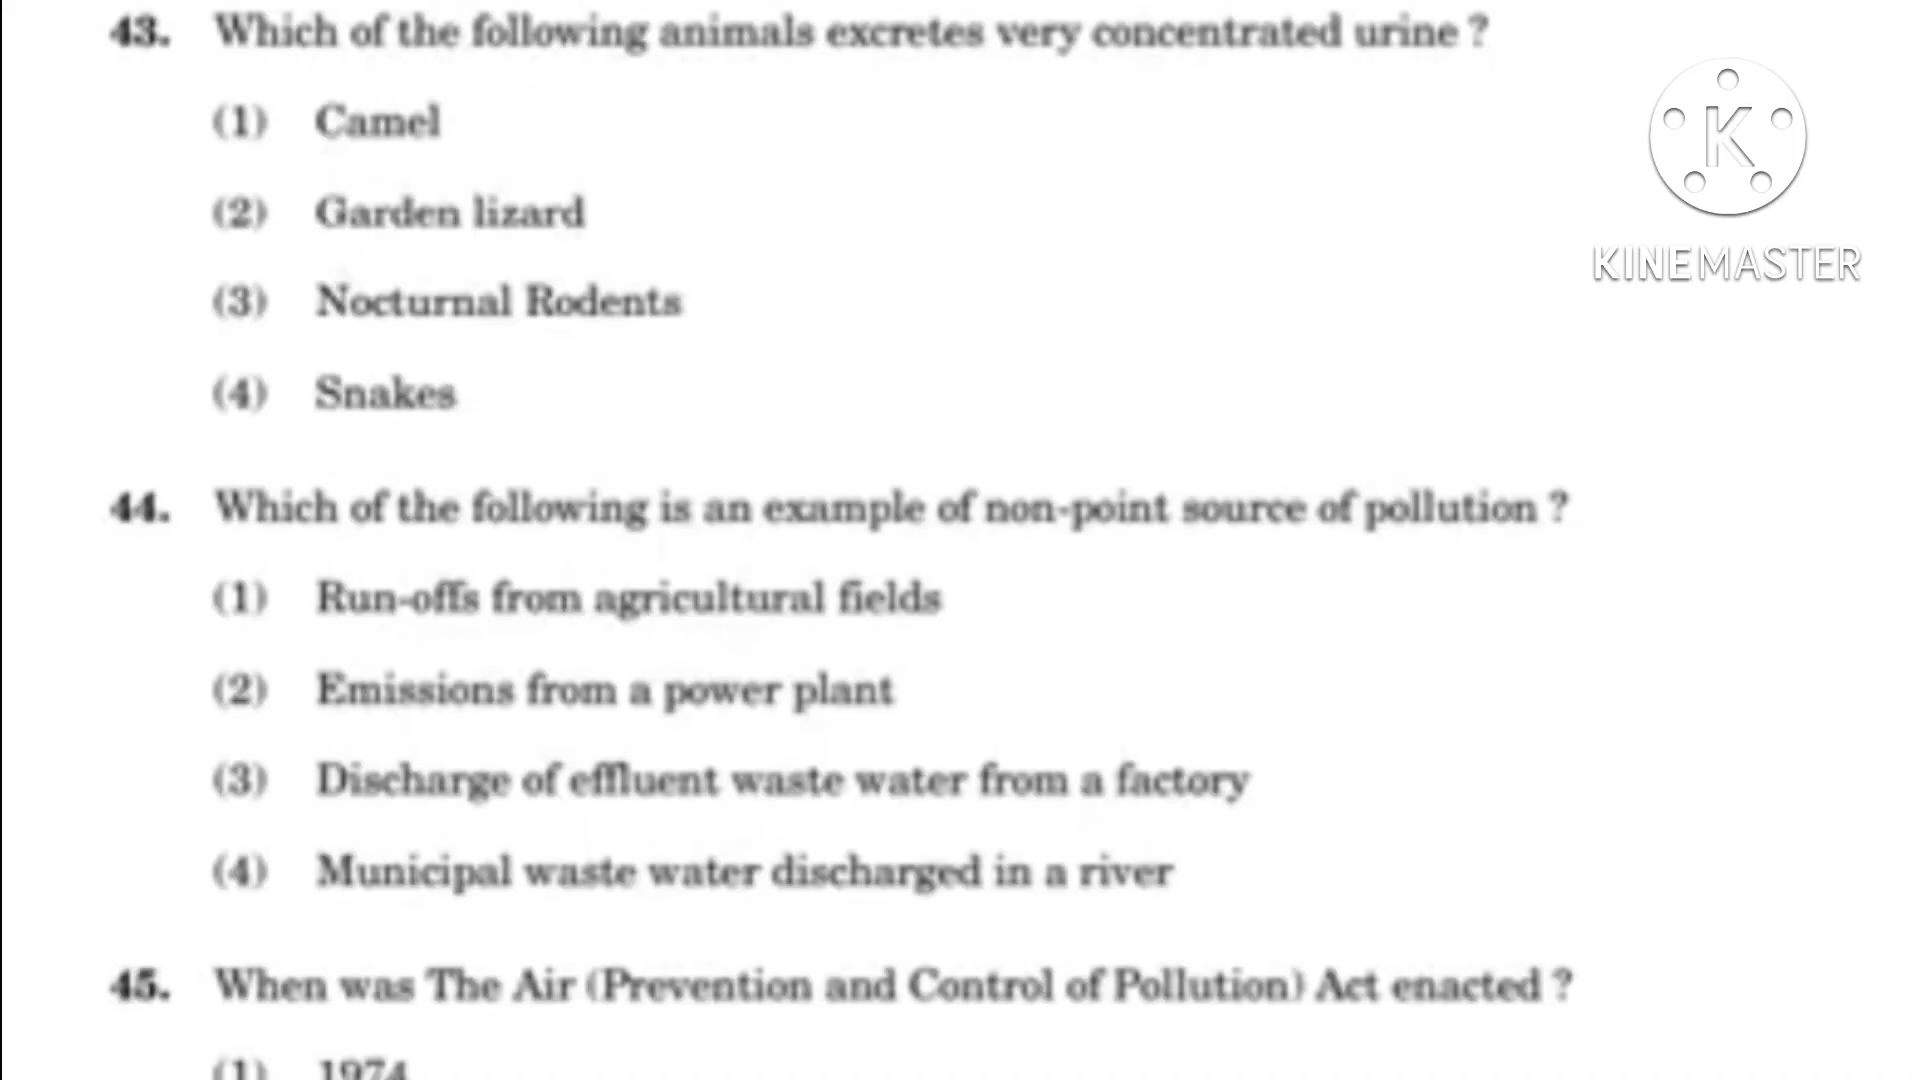 43. Which of the following animals excretes very concentrated urine ?
(1) Camel
(2) Garden lizard
(3) Nocturnal Rodents
(4) Snakes
K
KINEMASTER
44. Which of the following is an example of non-point source of pollution ?
(1) Run-offs from agricultural fields
(2) Emissions from a power plant
(3) Discharge of effluent waste water from a factory
(4) Municipal waste water discharged in a river
45. When was The Air (Prevention and Control of Pollution) Act enacted ?
(1) 1974